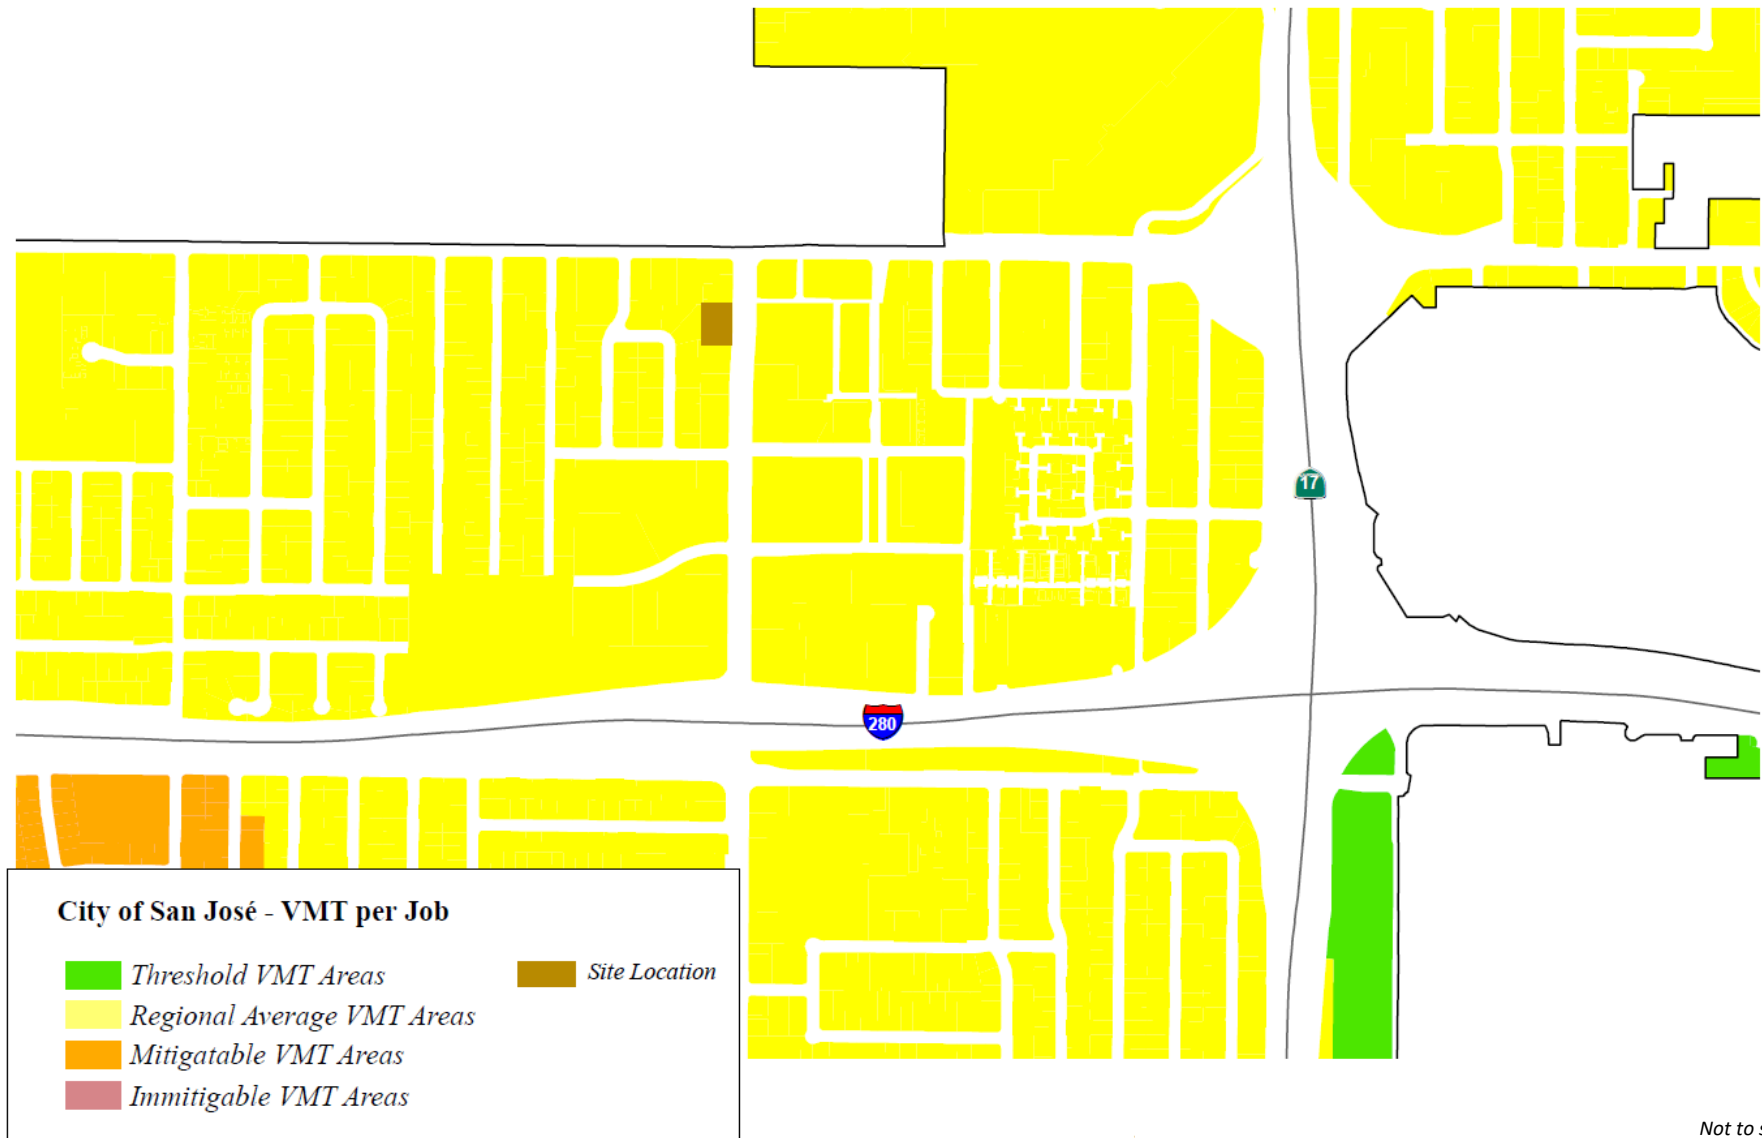 17
280
City of San José - VMT per Job
Threshold VMT Areas
Site Location
Regional Average VMT Areas
Mitigatable VMT Areas
Immitigable VMT Areas
Not to